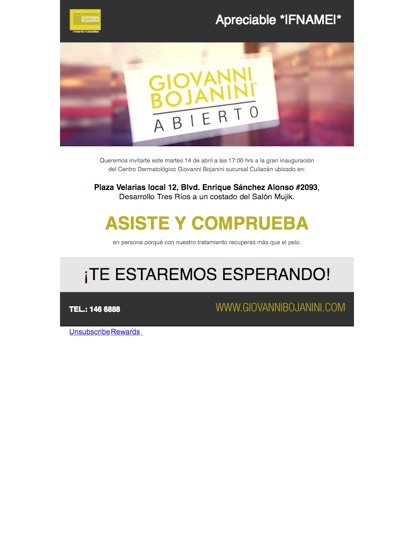 GIOVANNI
BOJANINI
Apreciable *IFNAMEI*
GIOVANNI
BOJANINI
ABIERTO
Queremos invitarte este martes 14 de abril a las 17:00 hrs a la gran inauguración
del Centro Dermatológico Giovanni Bojanini sucursal Culiacán ubicado en:
Plaza Velarias local 12, Blvd. Enrique Sánchez Alonso #2093,
Desarrollo Tres Ríos a un costado del Salón Mujik.
ASISTE Y COMPRUEBA
en persona porqué con nuestro tratamiento recuperas más que el pelo.
¡TE ESTAREMOS ESPERANDO!
TEL.: 146 6888
WWW.GIOVANNIBOJANINI.COM
Unsubscribe Rewards